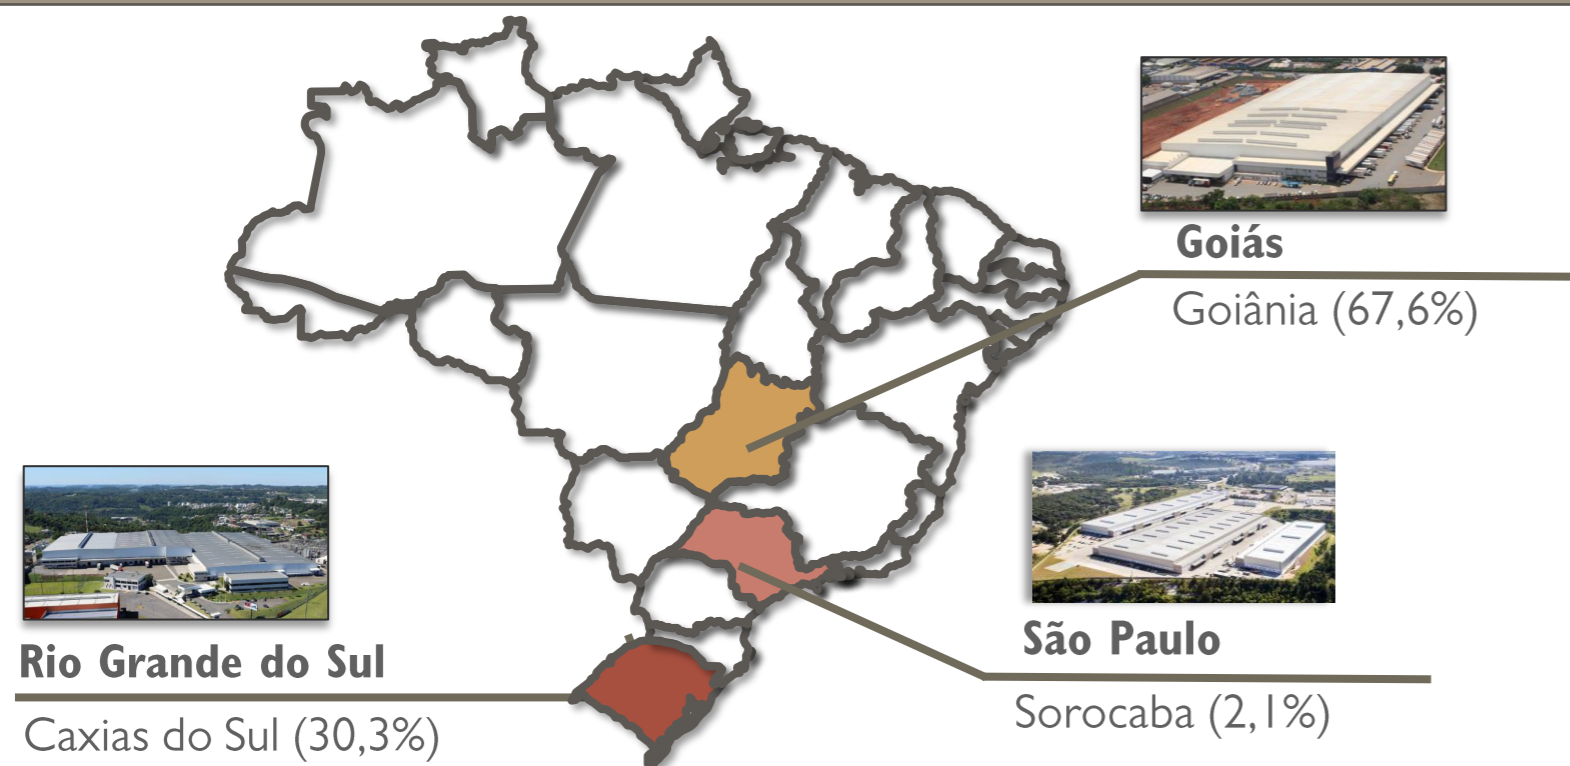 Goiás
Goiânia (67,6%)
São Paulo
Sorocaba (2,1%)
Rio Grande do Sul
Caxias do Sul (30,3%)